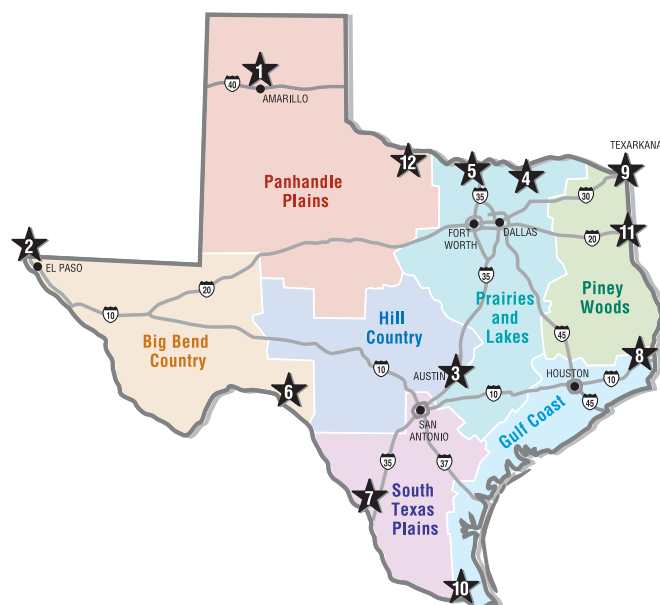 1
40
AMARILLO
TEXARKANA
12
5
4
9
Panhandle
Plains
35
30
2
FORT
WORTH
DALLAS
20
11
EL PASO
35
20
Piney
Woods
10
Hill
Country
Prairies
and
Lakes
Big Bend
Country
45
8
10
AUSTIN
3
HOUSTON
10
6
10
45
SAN
ANTONIO
Gulf Coast
35
37
7
South
Texas
Plains
10